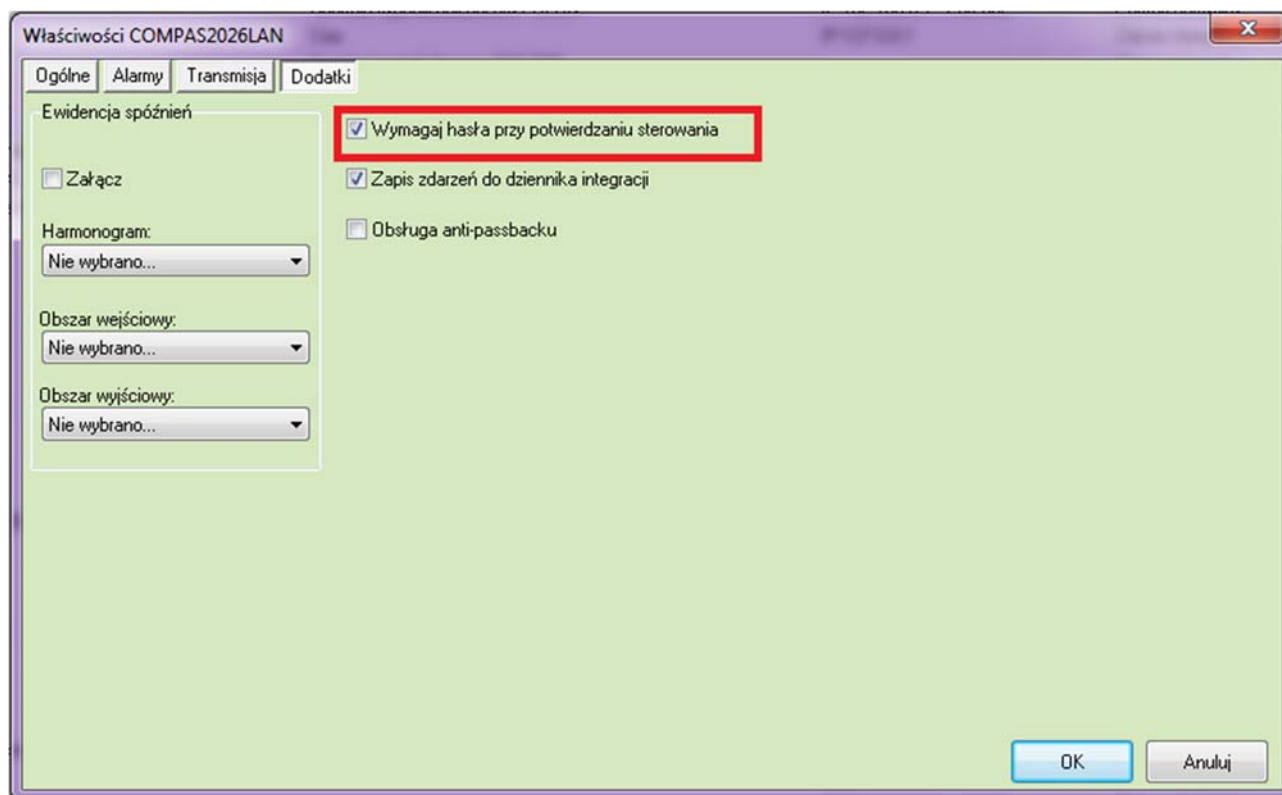 Właściwości COMPAS2026LAN
Ogólne Alarmy Transmisja Dodatki
Ewidencja spóźnień
Wymagaj hasła przy potwierdzaniu sterowania
Załącz
Zapis zdarzeń do dziennika integracji
Harmonogram:
Obsługa anti-passbacku
Nie wybrano...
Obszar wejściowy:
Nie wybrano...
Obszar wyjściowy:
Nie wybrano...
OK Anuluj